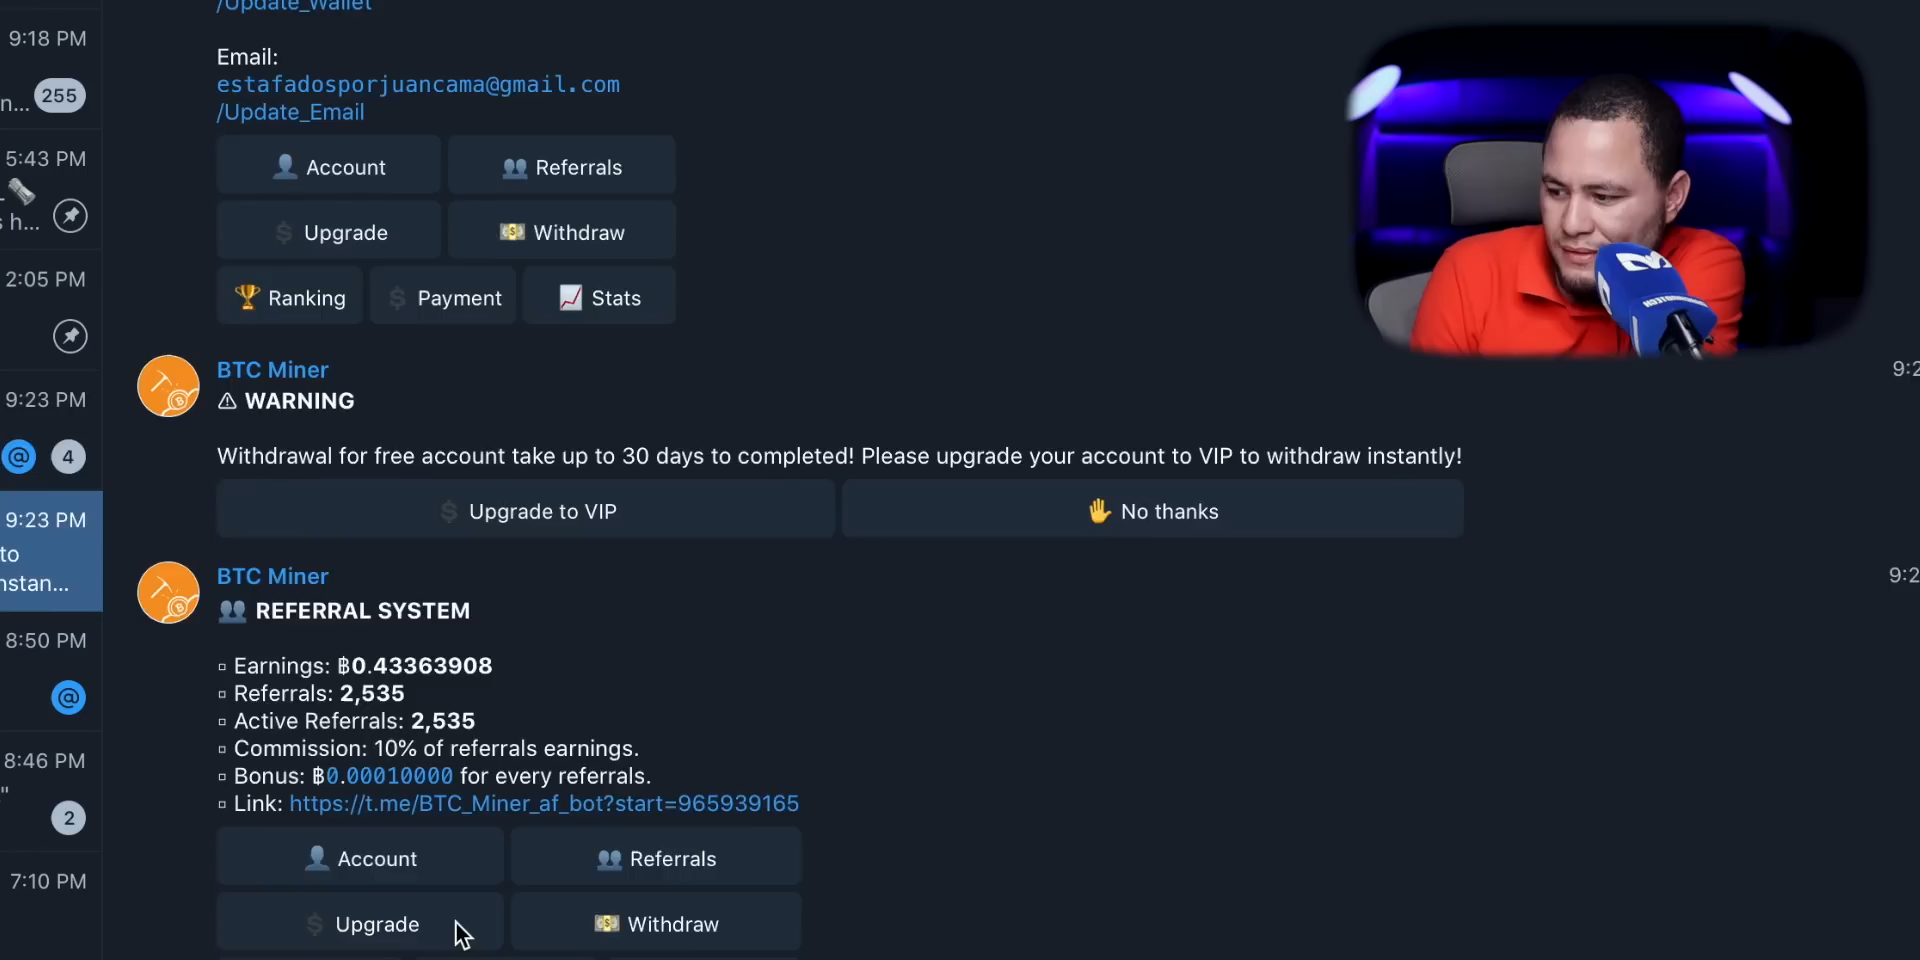 /Update_Wallet
9:18 PM
Email:
estafadosporjuancama@gmail.com
n... 255
/Update_Email
5:43 PM
Account Referrals
s h...
Upgrade Withdraw
2:05 PM
Ranking Payment Stats
BTC Miner 9:2
9:23 PM
WARNING
@ 4
Withdrawal for free account take up to 30 days to completed! Please upgrade your account to VIP to withdraw instantly!
9:23 PM
Upgrade to VIP No thanks
to
nstan...
BTC Miner 9:2
REFERRAL SYSTEM
8:50 PM
▫ Earnings: ฿0.43363908
▫ Referrals: 2,535
@
▫ Active Referrals: 2,535
▫ Commission: 10% of referrals earnings.
8:46 PM
▫ Bonus: ฿0.00010000 for every referrals.
"
▫ Link: https://t.me/BTC_Miner_af_bot?start=965939165
2
Account Referrals
7:10 PM
Upgrade Withdraw